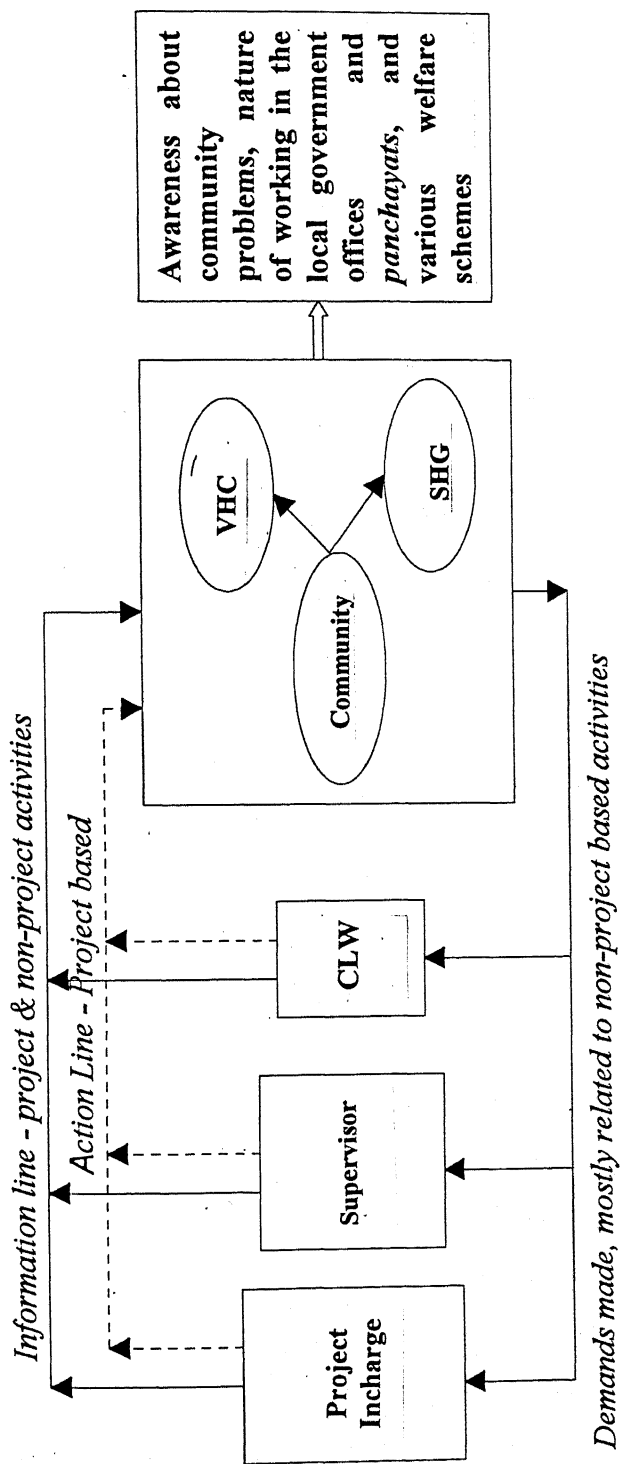 Information line - project & non-project activities
Action Line - Project based
Project
Incharge
Supervisor
CLW
Community
VHC
SHG
Awareness about
community
problems, nature
of working in the
local government
offices and
panchayats, and
various welfare
schemes
Demands made, mostly related to non-project based activities